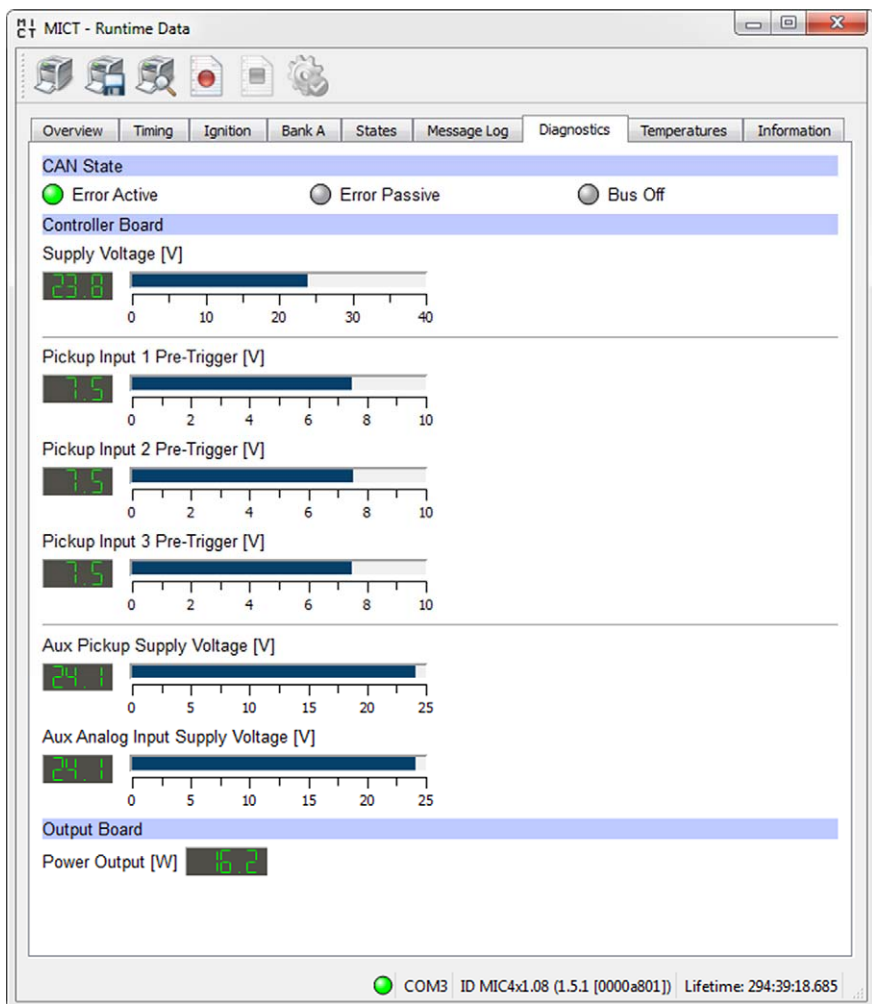 MICT MICT - Runtime Data
Overview Timing Ignition Bank A States Message Log Diagnostics Temperatures Information
CAN State
Error Active Error Passive Bus Off
Controller Board
Supply Voltage [V]
23.8
0 10 20 30 40
Pickup Input 1 Pre-Trigger [V]
7.5
0 2 4 6 8 10
Pickup Input 2 Pre-Trigger [V]
7.5
0 2 4 6 8 10
Pickup Input 3 Pre-Trigger [V]
7.5
0 2 4 6 8 10
Aux Pickup Supply Voltage [V]
24.1
0 5 10 15 20 25
Aux Analog Input Supply Voltage [V]
24.1
0 5 10 15 20 25
Output Board
Power Output [W] 16.2
COM3 ID MIC4x1.08 (1.5.1 [0000a801]) Lifetime: 294:39:18.685